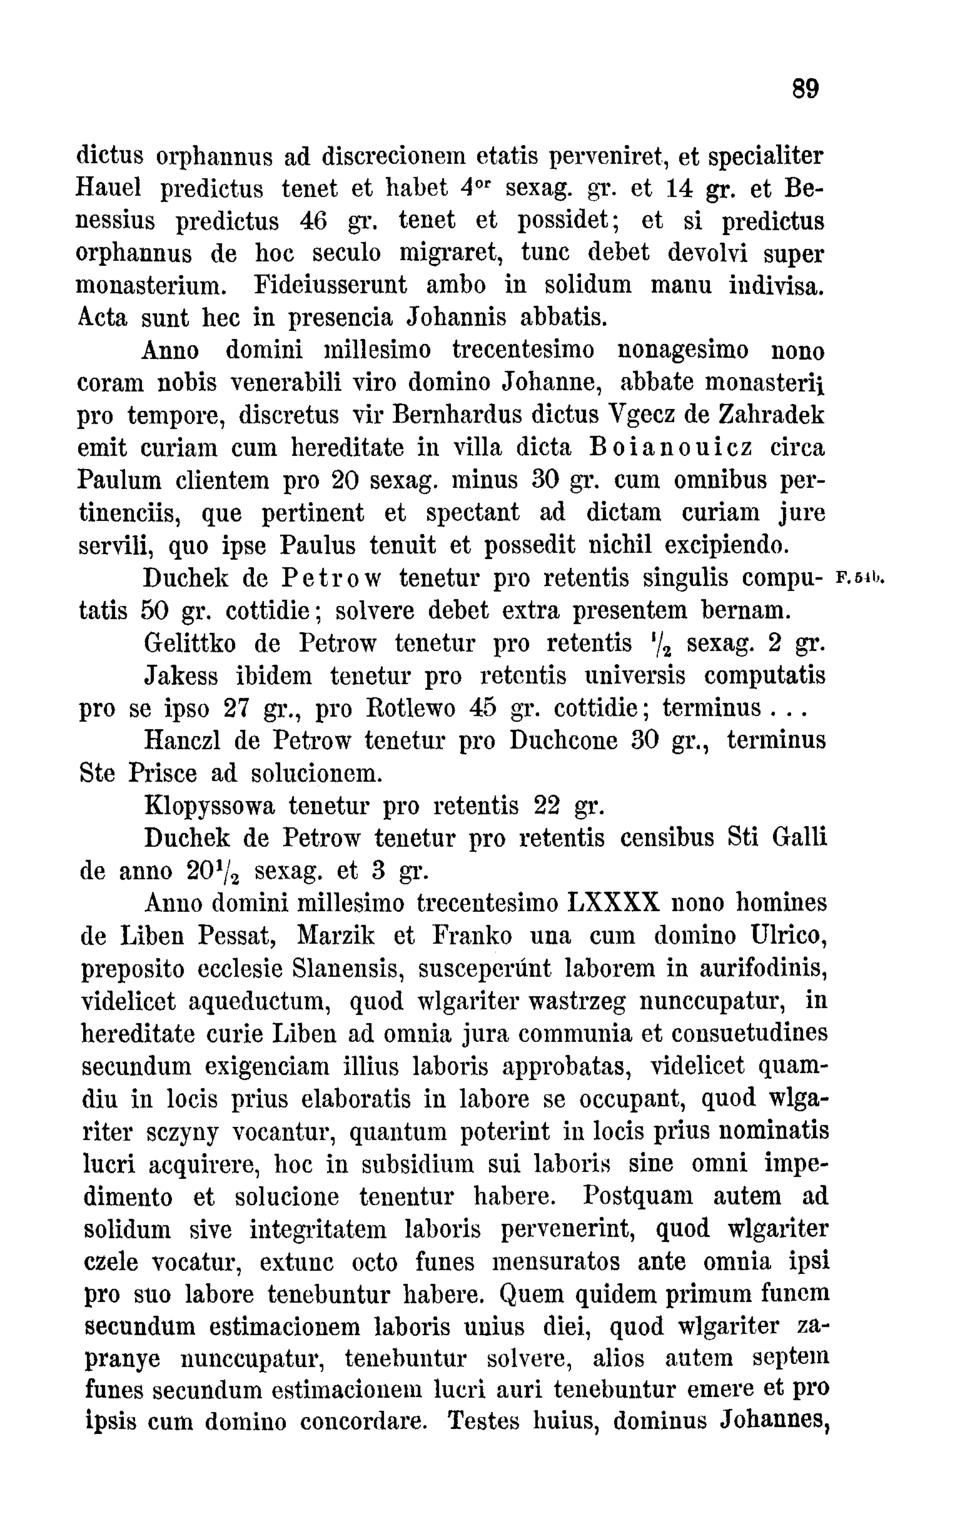 89
dictus orphannus ad discrecionem etatis perveniret, et specialiter
Hauel predictus tenet et habet 4or sexag. gr. et 14 gr. et Be-
nessius predictus 46 gr. tenet et possidet; et si predictus
orphannus de hoc seculo migraret, tunc debet devolvi super
monasterium. Fideiusserunt ambo in solidum manu indivisa.
Acta sunt hec in presencia Johannis abbatis.
Anno domini millesimo trecentesimo nonagesimo nono
coram nobis venerabili viro domino Johanne, abbate monasterii
pro tempore, discretus vir Bernhardus dictus Vgecz de Zahradek
emit curiam cum hereditate in villa dicta Boianouicz circa
Paulum clientem pro 20 sexag. minus 30 gr. cum omnibus per-
tinenciis, que pertinent et spectant ad dictam curiam jure
servili, quo ipse Paulus tenuit et possedit nichil excipiendo.
Duchek de Petrow tenetur pro retentis singulis compu- F. 54b.
tatis 50 gr. cottidie; solvere debet extra presentem bernam.
Gelittko de Petrow tenetur pro retentis 1/2 sexag. 2 gr.
Jakess ibidem tenetur pro retentis universis computatis
pro se ipso 27 gr., pro Rotlewo 45 gr. cottidie; terminus . . .
Hanczl de Petrow tenetur pro Duchcone 30 gr., terminus
Ste Prisce ad solucionem.
Klopyssowa tenetur pro retentis 22 gr.
Duchek de Petrow tenetur pro retentis censibus Sti Galli
de anno 20 1/2 sexag. et 3 gr.
Anno domini millesimo trecentesimo LXXXX nono homines
de Liben Pessat, Marzik et Franko una cum domino Ulrico,
preposito ecclesie Slanensis, susceperúnt laborem in aurifodinis,
videlicet aqueductum, quod wlgariter wastrzeg nunccupatur, in
hereditate curie Liben ad omnia jura communia et consuetudines
secundum exigenciam illius laboris approbatas, videlicet quam-
diu in locis prius elaboratis in labore se occupant, quod wlga-
riter sczyny vocantur, quantum poterint in locis prius nominatis
lucri acquirere, hoc in subsidium sui laboris sine omni impe-
dimento et solucione tenentur habere. Postquam autem ad
solidum sive integritatem laboris pervenerint, quod wlgariter
czele vocatur, extunc octo funes mensuratos ante omnia ipsi
pro suo labore tenebuntur habere. Quem quidem primum funem
secundum estimacionem laboris unius diei, quod wlgariter za-
pranye nunccupatur, tenebuntur solvere, alios autem septem
funes secundum estimacionem lucri auri tenebuntur emere et pro
ipsis cum domino concordare. Testes huius, dominus Johannes,